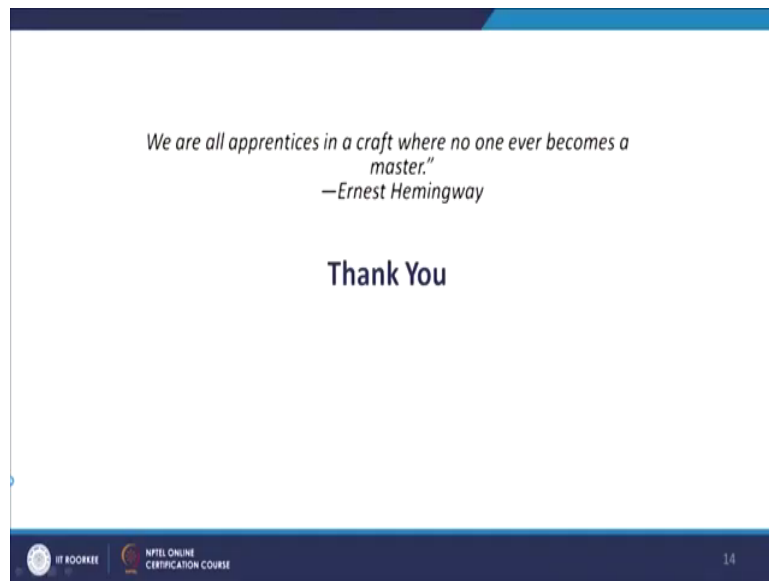 We are all apprentices in a craft where no one ever becomes a
master.”
—Ernest Hemingway
Thank You
IIT ROORKEE
NPTEL ONLINE
CERTIFICATION COURSE
14